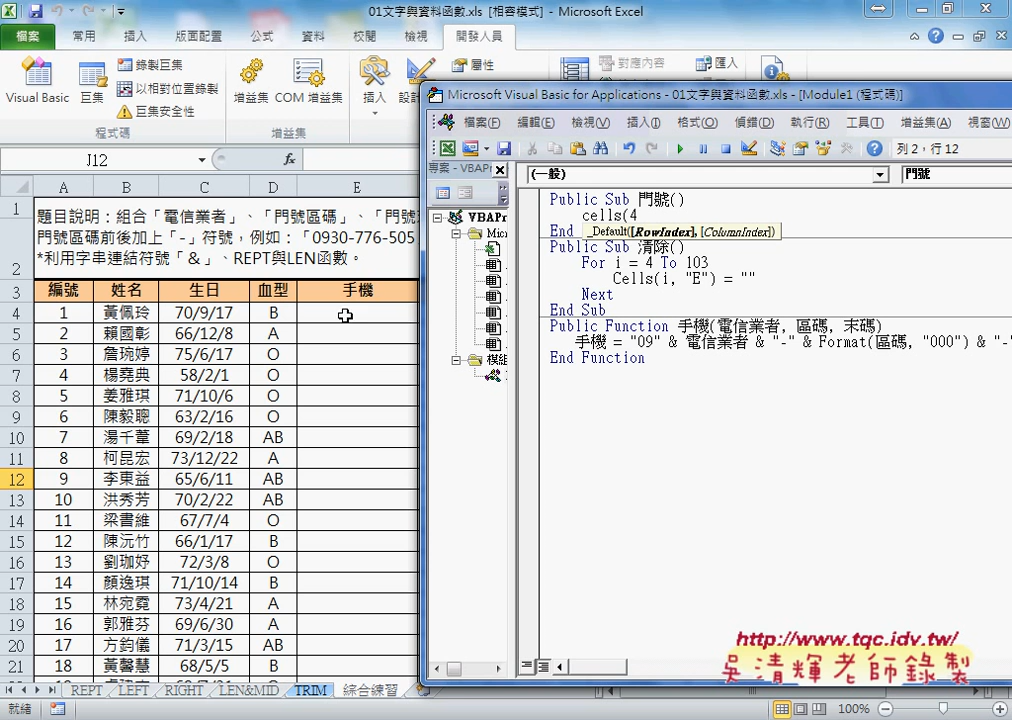 01文字與資料函數.xls [相容模式] - Microsoft Excel
檔案 常用 插入 版面配置 公式 資料 校閱 檢視 開發人員
Visual Basic 巨集 錄製巨集 以相對位置錄製 巨集安全性 增益集 COM 增益集 插入 屬性 對應內容 匯入
程式碼 增益集
J12 fx
A B C D E
題目說明：組合「電信業者」、「門號區碼」、「門號
門號區碼前後加上「-」符號，例如：「0930-776-505
*利用字串連結符號「&」、REPT與LEN函數。
3 編號 姓名 生日 血型 手機
4 1 黃佩玲 70/9/17 B
5 2 賴國彰 66/12/8 A
6 3 詹琬婷 75/6/17 O
7 4 楊堯典 58/2/1 O
8 5 姜雅琪 71/10/6 O
9 6 陳毅聰 63/2/16 O
10 7 湯千葦 69/2/18 AB
11 8 柯昆宏 73/12/22 A
12 9 李東益 65/6/11 AB
13 10 洪秀芳 70/2/22 AB
14 11 梁書維 67/7/4 O
15 12 陳沅竹 66/1/17 B
16 13 劉珈妤 72/3/8 O
17 14 顏逸琪 71/10/14 B
18 15 林宛霓 73/4/21 A
19 16 郭雅芬 69/6/30 A
20 17 方鈞儀 71/3/15 AB
21 18 黃馨慧 68/5/5 B
REPT LEFT RIGHT LEN&MID TRIM 綜合練習
就緒 100%
Microsoft Visual Basic for Applications - 01文字與資料函數.xls - [Module1 (程式碼)]
檔案(F) 編輯(E) 檢視(V) 插入(I) 格式(O) 偵錯(D) 執行(R) 工具(T) 增益集(A) 視窗(W)
列 2, 行 12
專案 - VBAP
VBAPr
(一般) 門號
Public Sub 門號()
cells(4
End _Default([RowIndex], [ColumnIndex])
Public Sub 清除()
For i = 4 To 103
Cells(i, "E") = ""
Next
End Sub
Public Function 手機(電信業者, 區碼, 末碼)
手機 = "09" & 電信業者 & "-" & Format(區碼, "000") & "-"
End Function
http://www.tqc.idv.tw/
吳清輝老師錄製